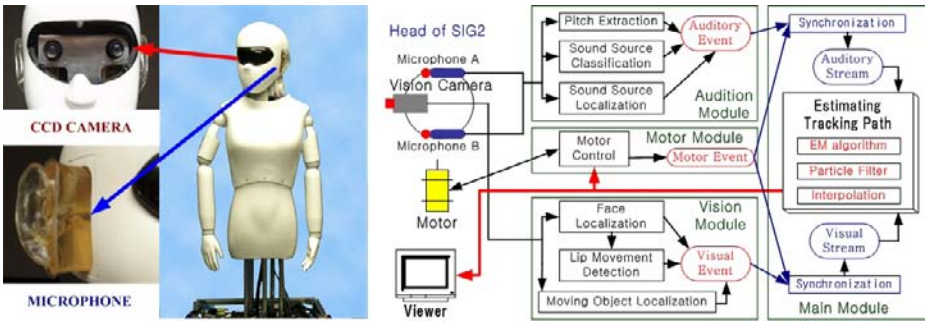 CCD CAMERA
MICROPHONE
Head of SIG2
Microphone A
Vision Camera
Microphone B
Motor
Viewer
Pitch Extraction
Sound Source
Classification
Sound Source
Localization
Auditory
Event
Audition
Module
Motor Module
Motor
Control
Motor Event
Face
Localization
Vision
Module
Lip Movement
Detection
Visual
Event
Moving Object Localization
Synchronization
Auditory
Stream
Estimating
Tracking Path
EM algorithm
Particle Filter
Interpolation
Visual
Stream
Synchronization
Main Module